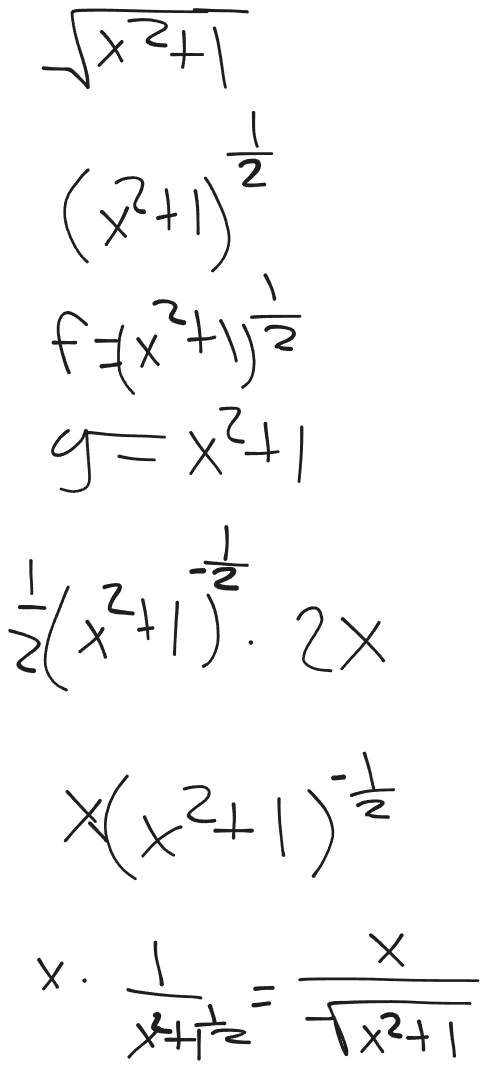 √(x²+1)
(x²+1)^(1/2)
f=(x²+1)^(1/2)
g=x²+1
1/2(x²+1)^(-1/2) · 2x
x(x²+1)^(-1/2)
x · 1/(x²+1^(1/2)) = x/√(x²+1)